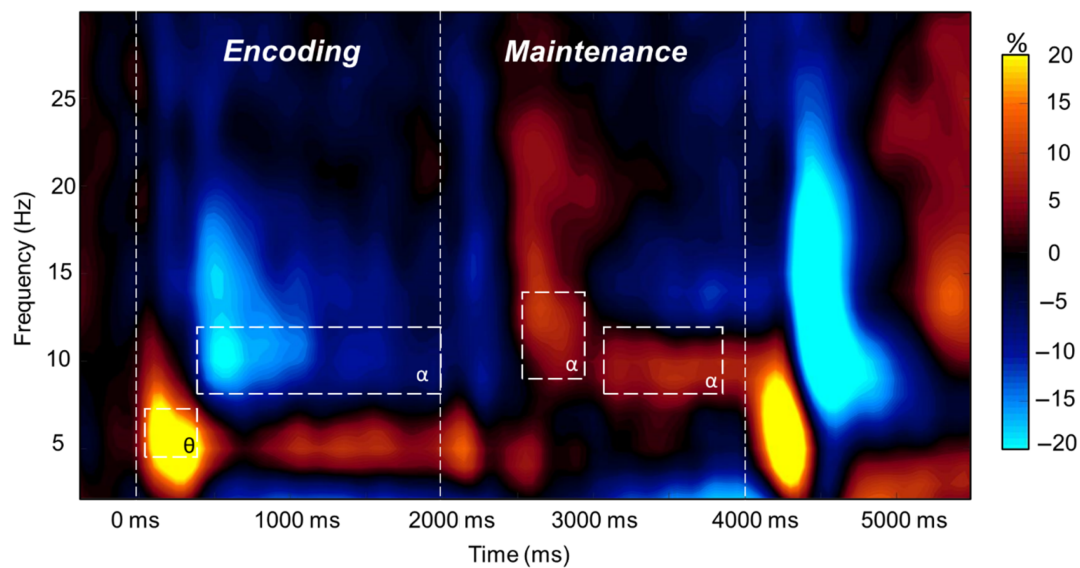 %
Encoding Maintenance
20
15
10
5
0
–5
–10
–15
–20
Frequency (Hz)
25
20
15
10
5
α
α
α
θ
0 ms 1000 ms 2000 ms 3000 ms 4000 ms 5000 ms
Time (ms)